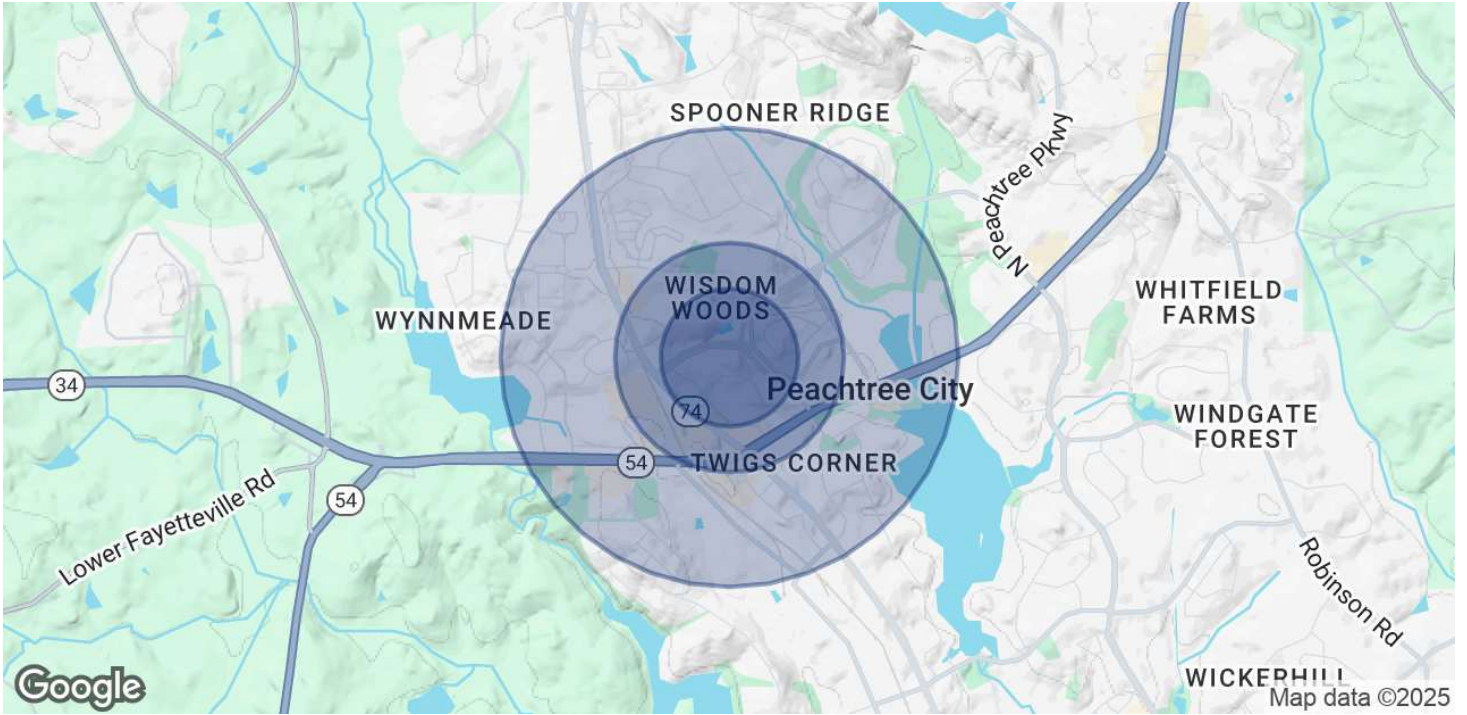 SPOONER RIDGE
N Peachtree Pkwy
WISDOM
WOODS
WHITFIELD
FARMS
WYNNMEADE
34
Peachtree City
74
WINDGATE
FOREST
54
TWIGS CORNER
54
Lower Fayetteville Rd
Robinson Rd
WICKERHILL
Google
Map data ©2025